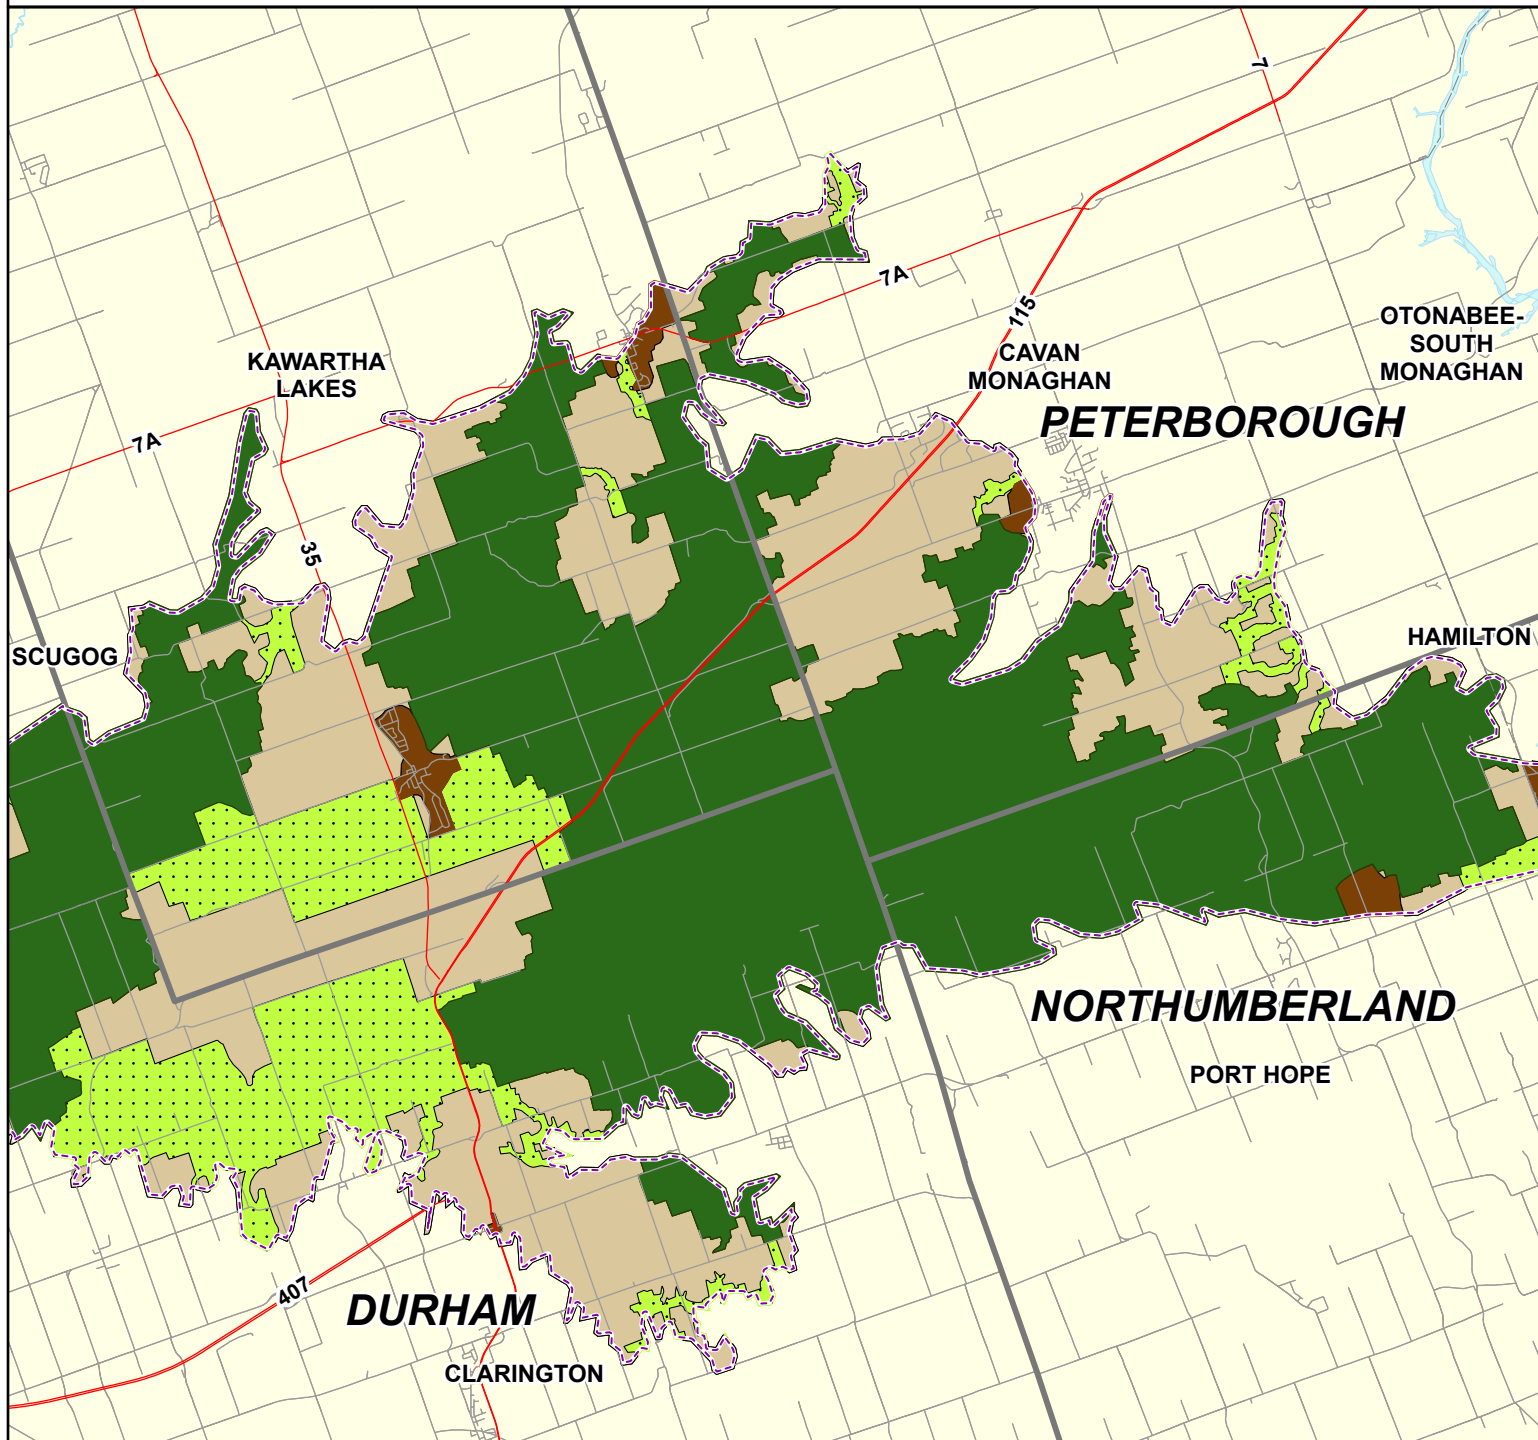 7
7A
115
OTONABEE-
SOUTH
MONAGHAN
CAVAN
MONAGHAN
KAWARTHA
LAKES
PETERBOROUGH
7A
35
HAMILTON
SCUGOG
NORTHUMBERLAND
PORT HOPE
407
DURHAM
CLARINGTON